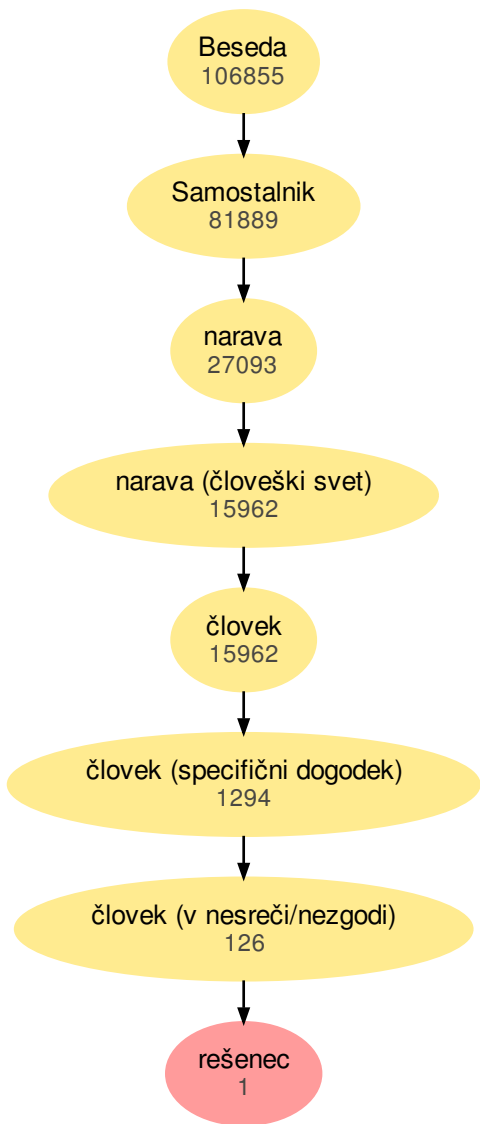 Beseda
106855
Samostalnik
81889
narava
27093
narava (človeški svet)
15962
človek
15962
človek (specifični dogodek)
1294
človek (v nesreči/nezgodi)
126
rešenec
1